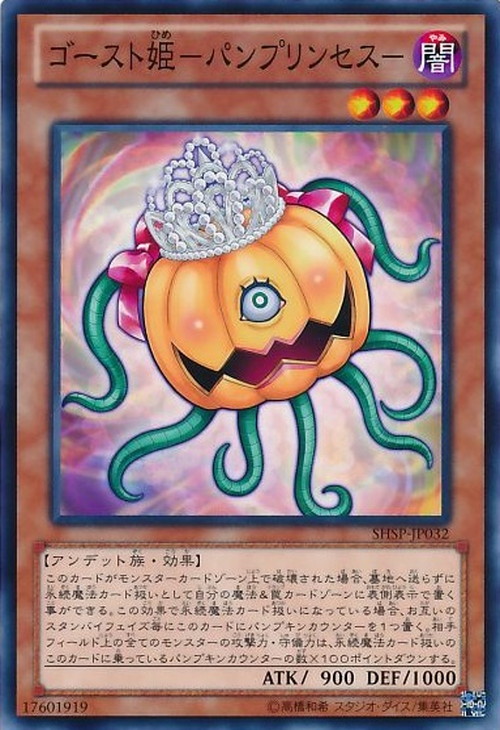 ゴースト姫－パンプリンセス－
ひめ
闇
やみ
SHSP-JP032
【アンデット族・効果】
このカードがモンスターカードゾーン上で破壊された場合、墓地へ送らずに
永続魔法カード扱いとして自分の魔法＆罠カードゾーンに表側表示で置く
事ができる。この効果で永続魔法カード扱いになっている場合、お互いの
スタンバイフェイズ毎にこのカードにパンプキンカウンターを１つ置く。相手
フィールド上の全てのモンスターの攻撃力・守備力は、永続魔法カード扱いの
このカードに乗っているパンプキンカウンターの数×１００ポイントダウンする。
ATK/ 900 DEF/1000
17601919
©高橋和希 スタジオ・ダイス/集英社